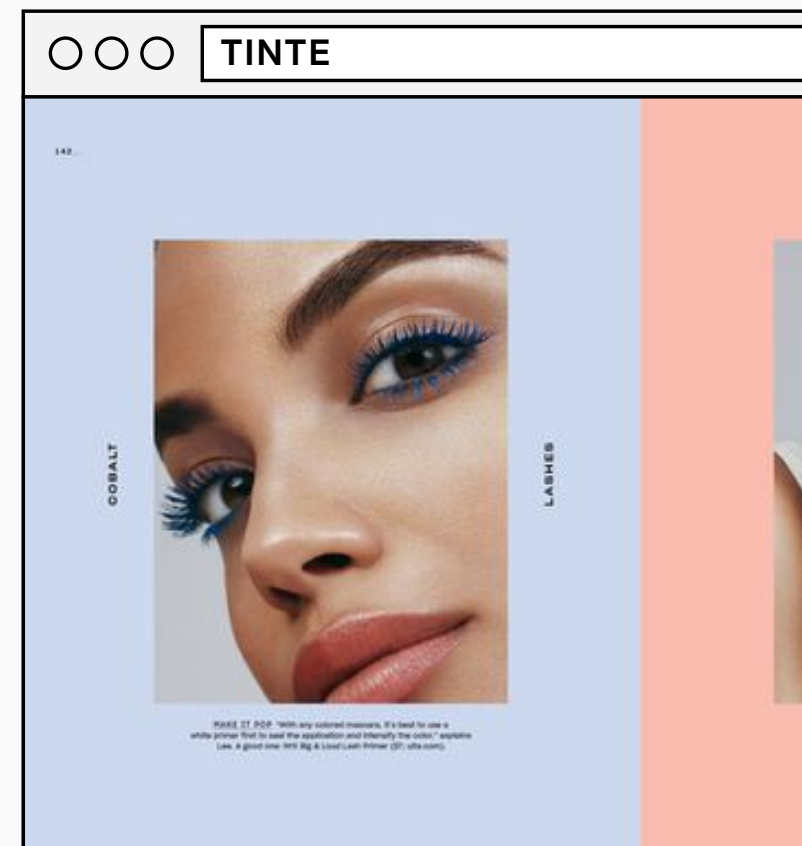 TINTE
142
COBALT
LASHES
MAKE IT POP "With any colored mascara, it's best to use a
white primer first to seal the application and intensify the color," explains
Lee. A good one: NYX Big & Loud Lash Primer ($7; ulta.com).